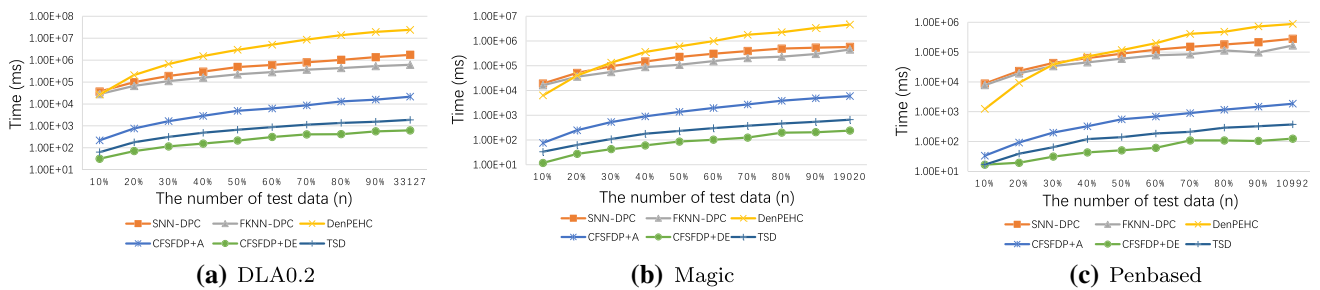 1.00E+08
1.00E+07
1.00E+06
1.00E+05
1.00E+04
1.00E+03
1.00E+02
1.00E+01
Time (ms)
10% 20% 30% 40% 50% 60% 70% 80% 90% 33127
The number of test data (n)
SNN-DPC FKNN-DPC DenPEHC
CFSFDP+A CFSFDP+DE TSD
(a) DLA0.2
1.00E+07
1.00E+06
1.00E+05
1.00E+04
1.00E+03
1.00E+02
1.00E+01
Time (ms)
10% 20% 30% 40% 50% 60% 70% 80% 90% 19020
The number of test data (n)
SNN-DPC FKNN-DPC DenPEHC
CFSFDP+A CFSFDP+DE TSD
(b) Magic
1.00E+06
1.00E+05
1.00E+04
1.00E+03
1.00E+02
1.00E+01
Time (ms)
10% 20% 30% 40% 50% 60% 70% 80% 90% 10992
The number of test data (n)
SNN-DPC FKNN-DPC DenPEHC
CFSFDP+A CFSFDP+DE TSD
(c) Penbased